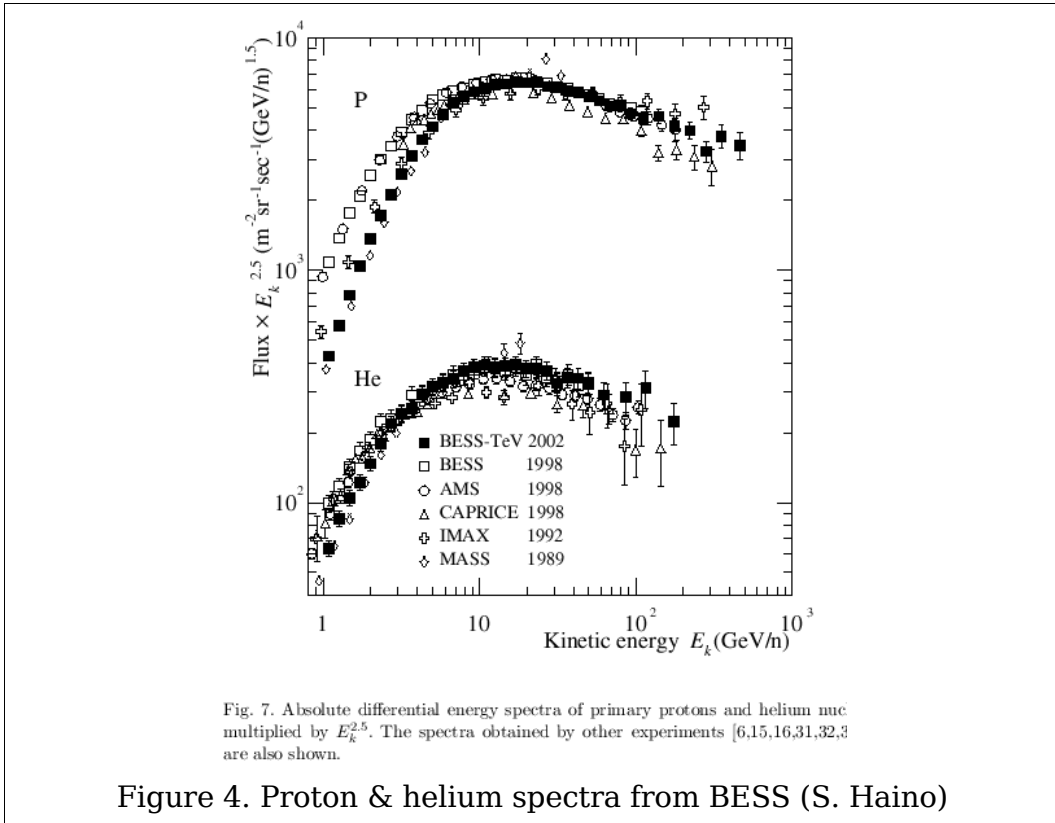 10^4
P
10^3
He
10^2
Flux × E_k^2.5 (m^-2sr^-1sec^-1(GeV/n)^1.5)
BESS-TeV 2002
BESS 1998
AMS 1998
CAPRICE 1998
IMAX 1992
MASS 1989
1 10 10^2 10^3
Kinetic energy E_k(GeV/n)
Fig. 7. Absolute differential energy spectra of primary protons and helium nuc
multiplied by E_k^2.5. The spectra obtained by other experiments [6,15,16,31,32,3
are also shown.
Figure 4. Proton & helium spectra from BESS (S. Haino)